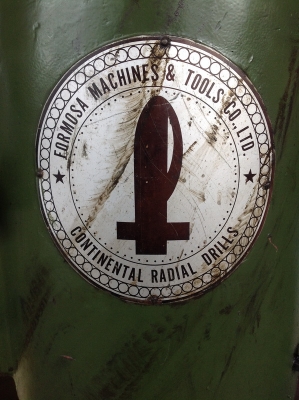 FORMOSA MACHINES & TOOLS CO., LTD.
CONTINENTAL RADIAL DRILLS